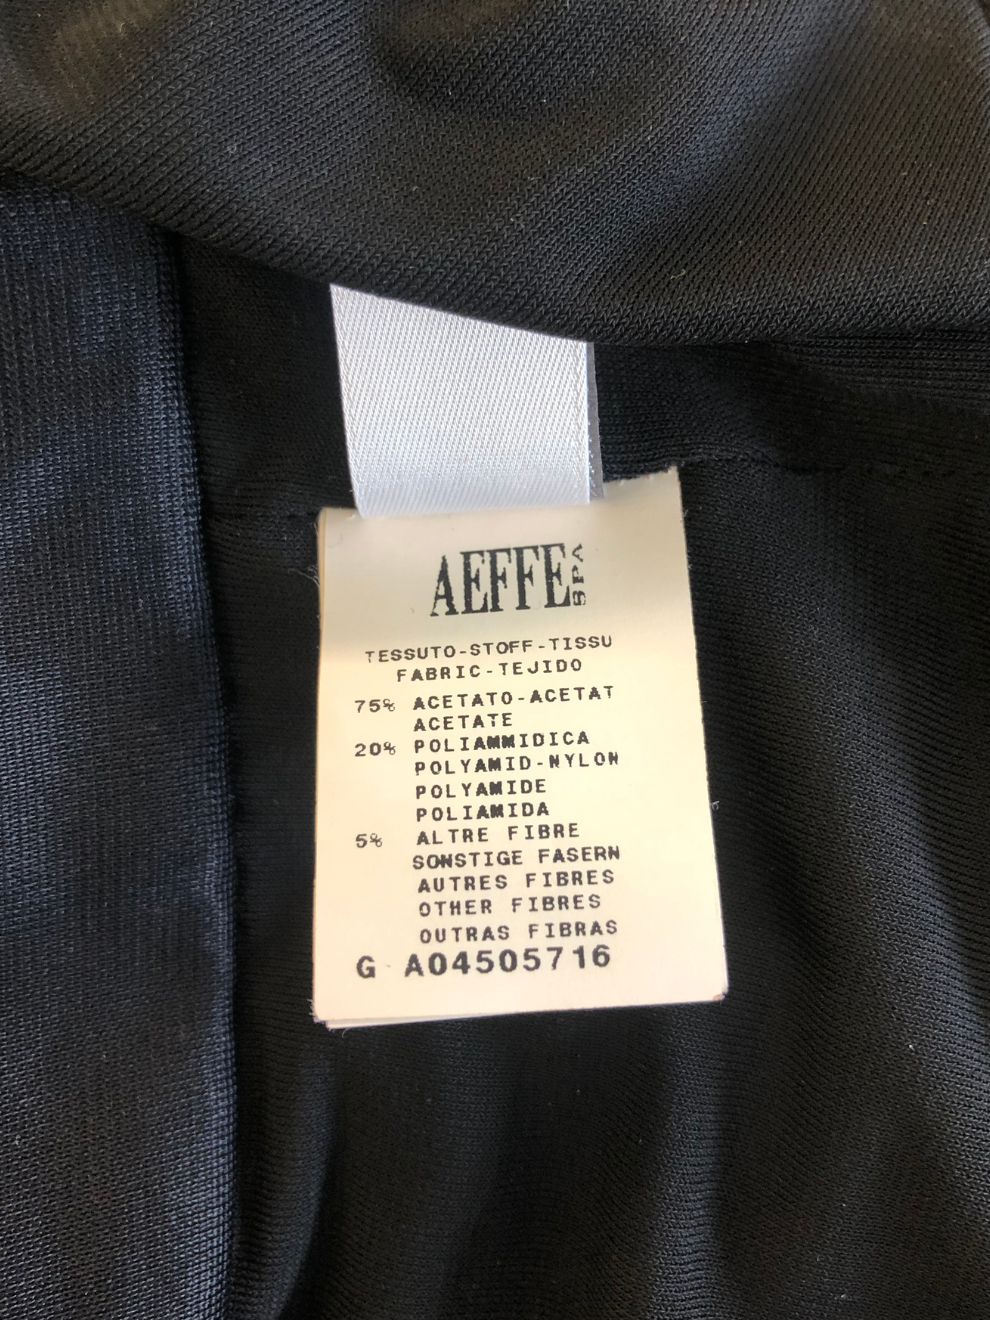 AEFFE SPA
TESSUTO-STOFF-TISSU
FABRIC-TEJIDO
75% ACETATO-ACETAT
ACETATE
20% POLIAMMIDICA
POLYAMID-NYLON
POLYAMIDE
POLIAMIDA
5% ALTRE FIBRE
SONSTIGE FASERN
AUTRES FIBRES
OTHER FIBRES
OUTRAS FIBRAS
G A04505716